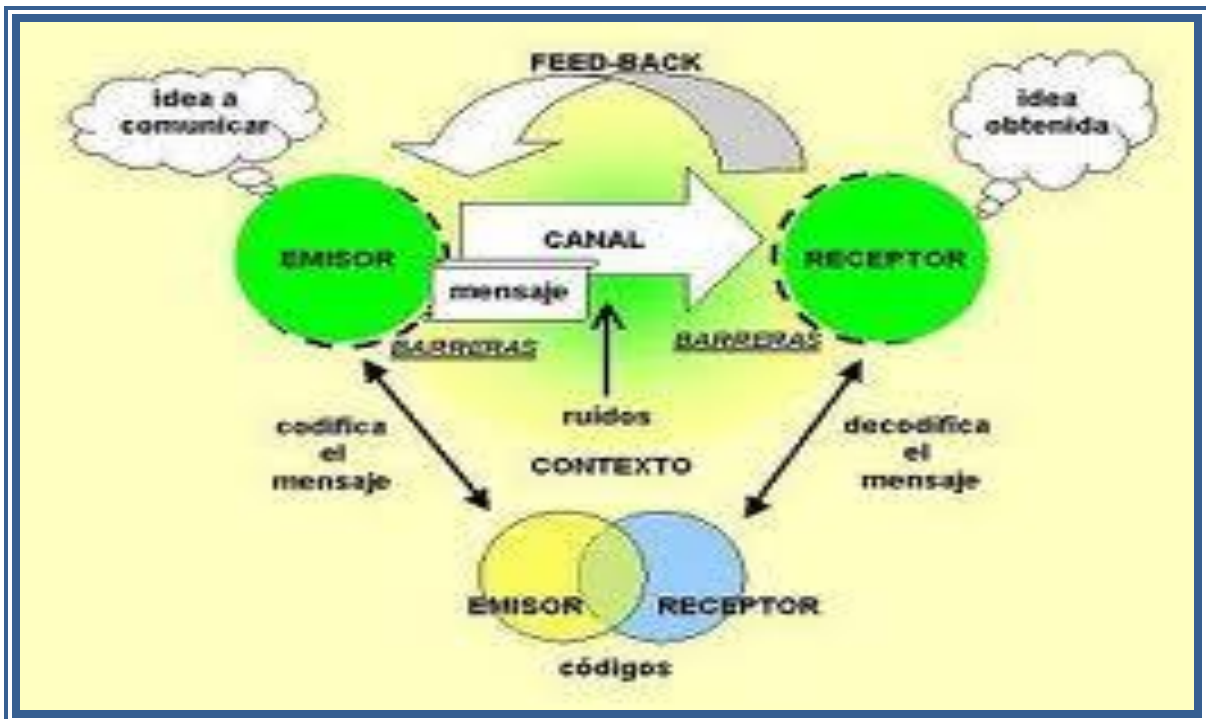 FEED-BACK
idea a
comunicar
idea
obtenida
EMISOR
CANAL
RECEPTOR
mensaje
BARRERAS
BARRERAS
ruidos
codifica
el
mensaje
decodifica
el
mensaje
CONTEXTO
EMISOR
RECEPTOR
códigos